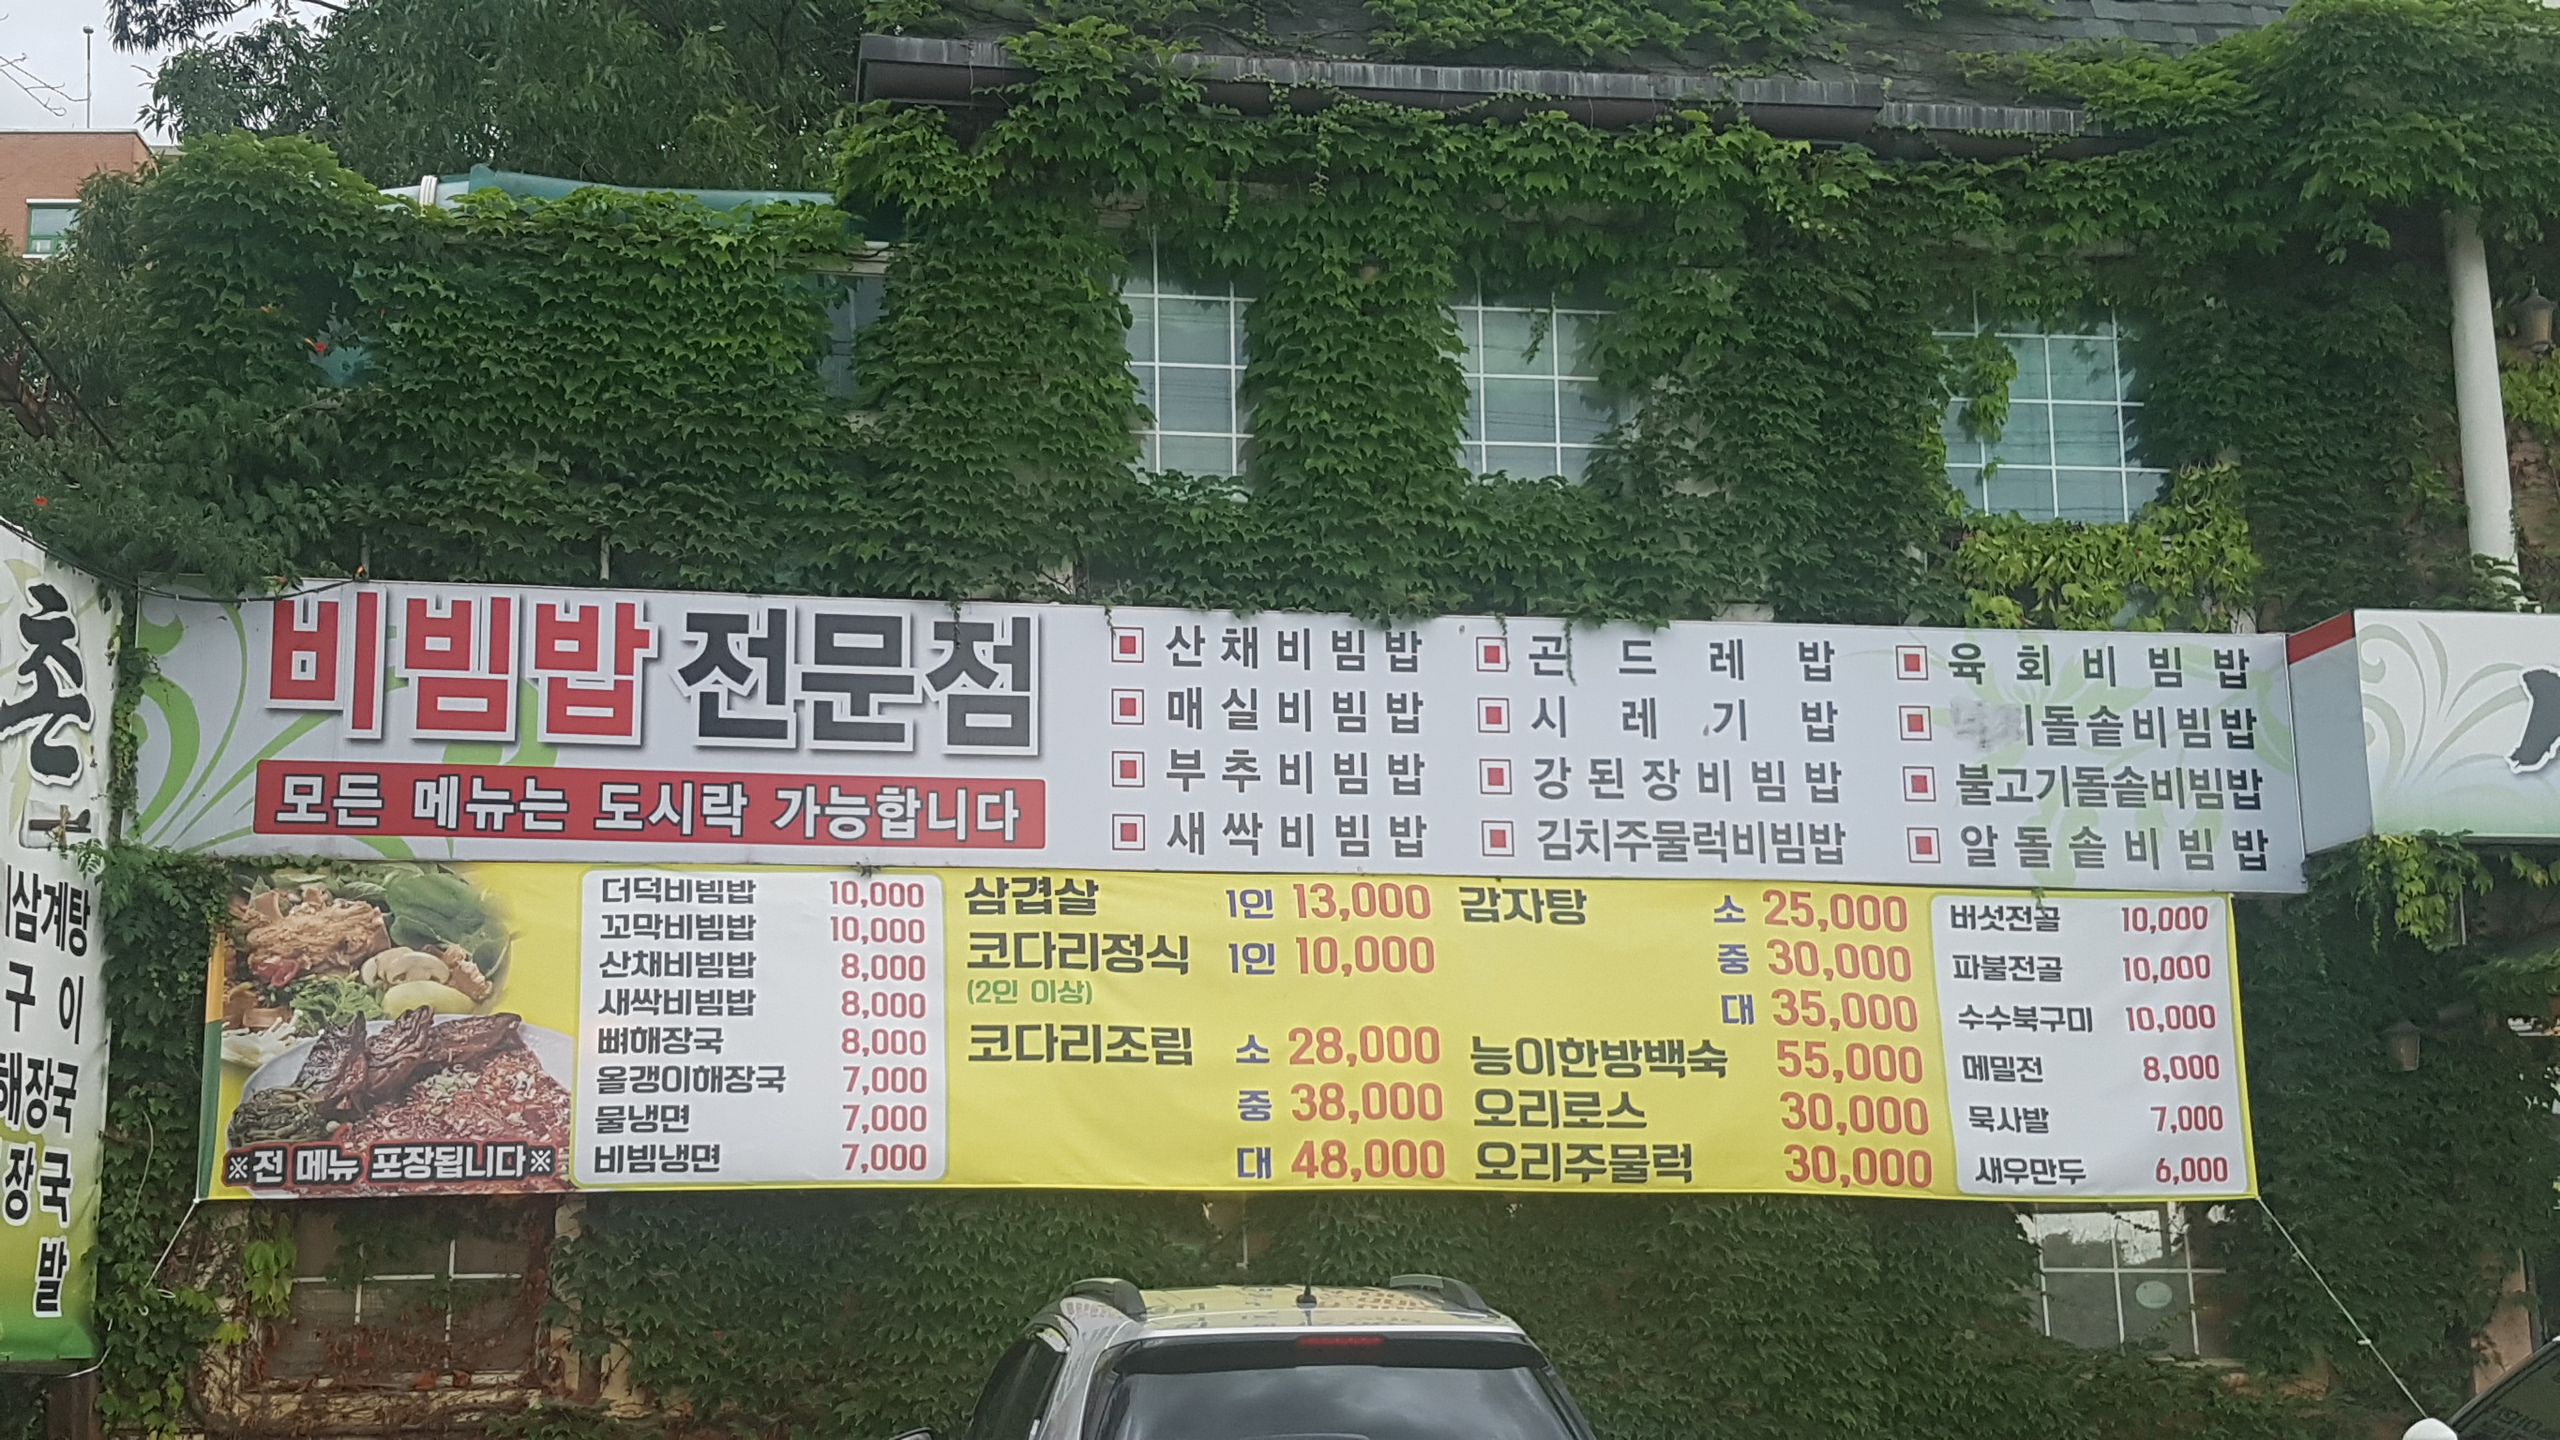 촌
삼계탕
구이
해장국
장국
발
비빔밥 전문점
모든 메뉴는 도시락 가능합니다
산채비빔밥
매실비빔밥
부추비빔밥
새싹비빔밥
곤드레밥
시레기밥
강된장비빔밥
김치주물럭비빔밥
육회비빔밥
돌솥비빔밥
불고기돌솥비빔밥
알돌솥비빔밥
※전 메뉴 포장됩니다※
더덕비빔밥 10,000
꼬막비빔밥 10,000
산채비빔밥 8,000
새싹비빔밥 8,000
뼈해장국 8,000
올갱이해장국 7,000
물냉면 7,000
비빔냉면 7,000
삼겹살 1인 13,000
코다리정식 1인 10,000
(2인 이상)
코다리조림 소 28,000
중 38,000
대 48,000
감자탕 소 25,000
중 30,000
대 35,000
능이한방백숙 55,000
오리로스 30,000
오리주물럭 30,000
버섯전골 10,000
파불전골 10,000
수수북구미 10,000
메밀전 8,000
묵사발 7,000
새우만두 6,000